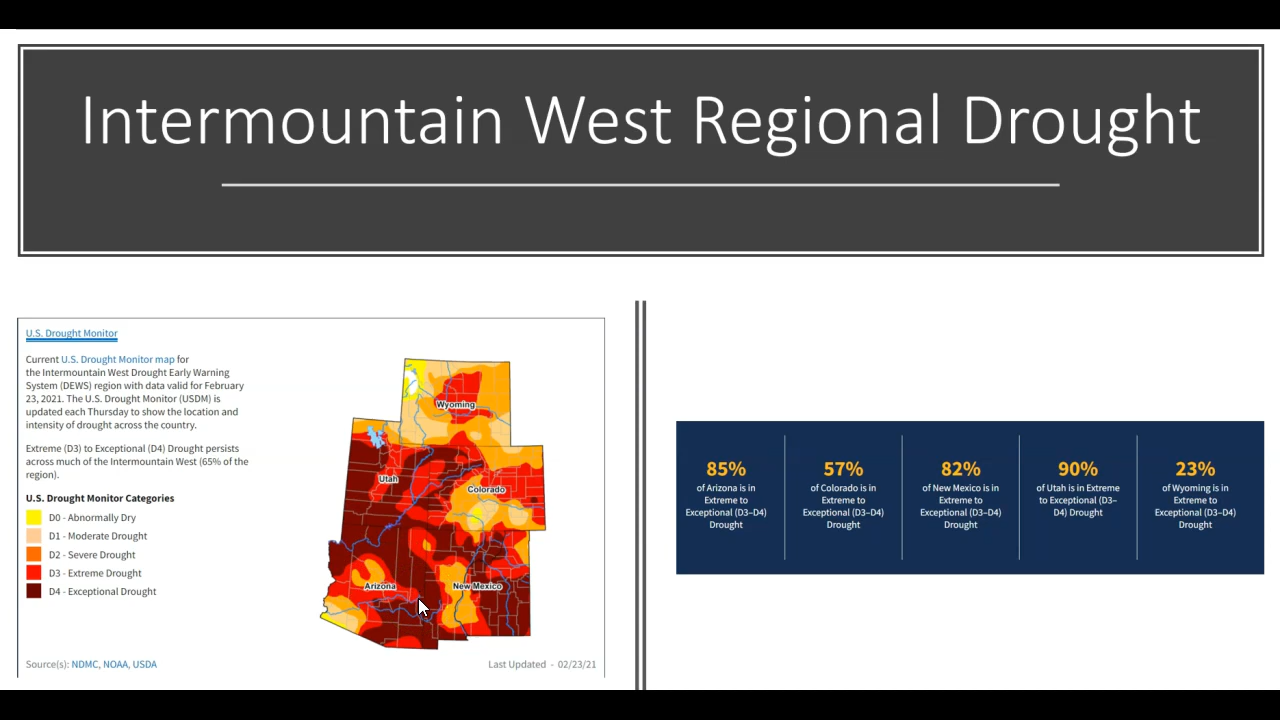 Intermountain West Regional Drought
U.S. Drought Monitor
Current U.S. Drought Monitor map for
the Intermountain West Drought Early Warning
System (DEWS) region with data valid for February
23, 2021. The U.S. Drought Monitor (USDM) is
updated each Thursday to show the location and
intensity of drought across the country.
Extreme (D3) to Exceptional (D4) Drought persists
across much of the Intermountain West (65% of the
region).
U.S. Drought Monitor Categories
D0 - Abnormally Dry
D1 - Moderate Drought
D2 - Severe Drought
D3 - Extreme Drought
D4 - Exceptional Drought
Wyoming
Utah
Colorado
Arizona
New Mexico
Source(s): NDMC, NOAA, USDA
Last Updated - 02/23/21
85%
of Arizona is in
Extreme to
Exceptional (D3–D4)
Drought
57%
of Colorado is in
Extreme to
Exceptional (D3–D4)
Drought
82%
of New Mexico is in
Extreme to
Exceptional (D3–D4)
Drought
90%
of Utah is in Extreme
to Exceptional (D3–
D4) Drought
23%
of Wyoming is in
Extreme to
Exceptional (D3–D4)
Drought